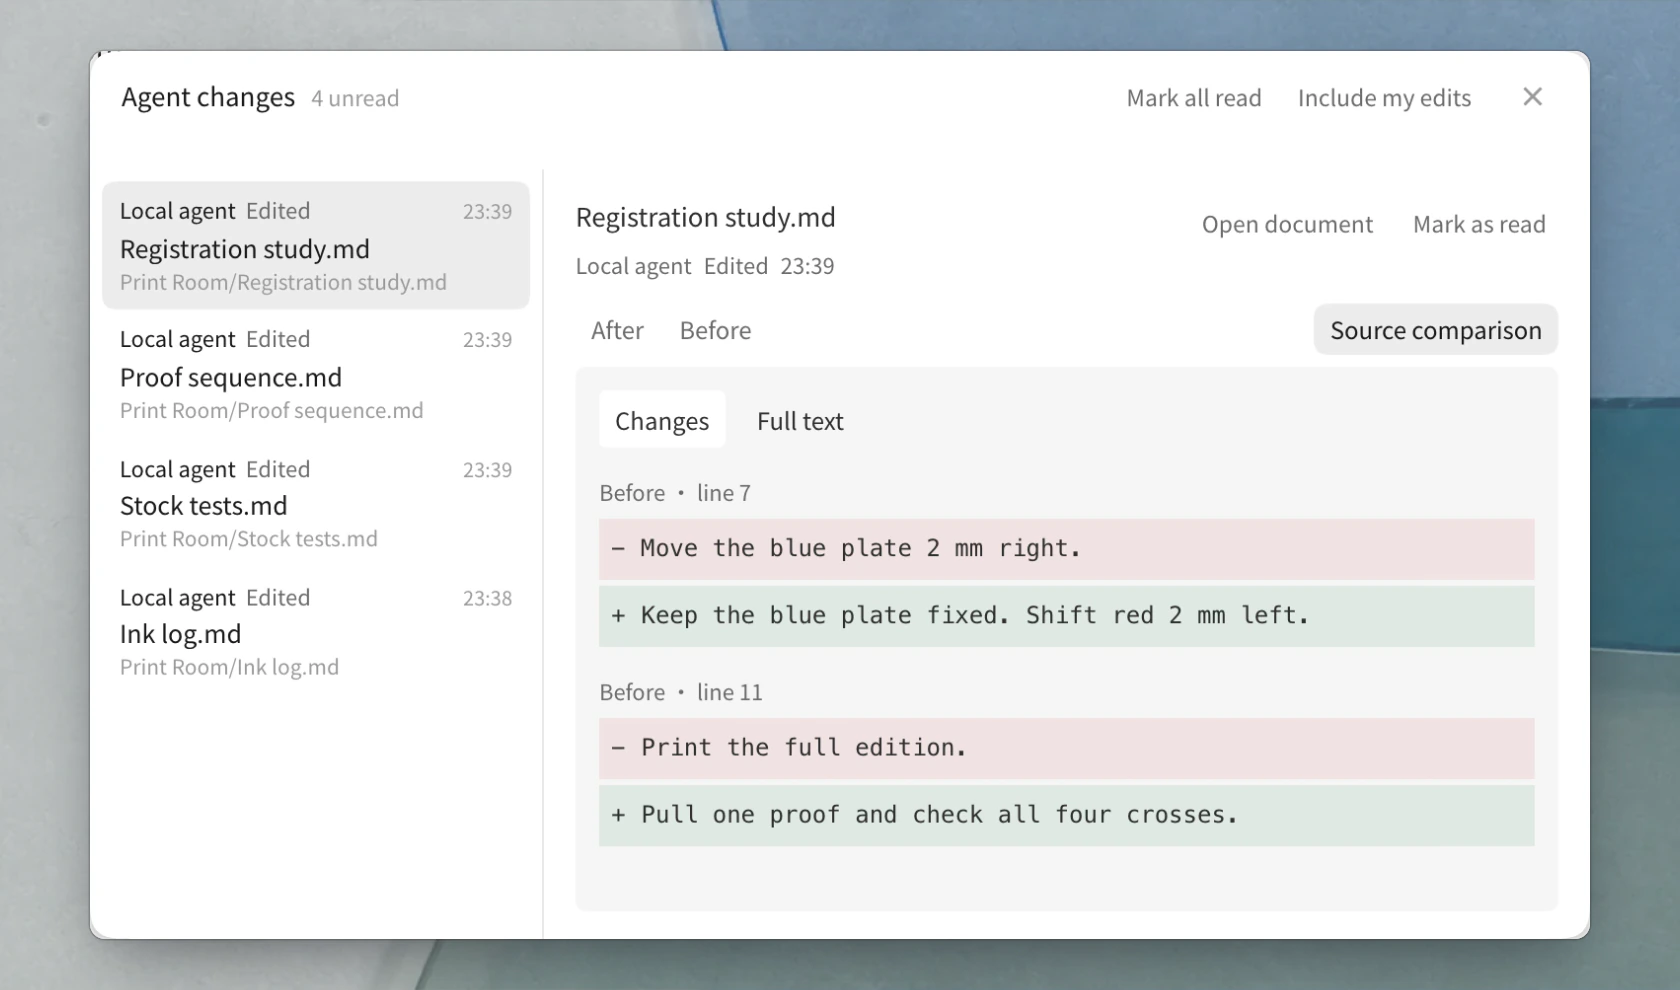 Agent changes 4 unread
Mark all read Include my edits ×
Local agent Edited 23:39
Registration study.md
Print Room/Registration study.md
Local agent Edited 23:39
Proof sequence.md
Print Room/Proof sequence.md
Local agent Edited 23:39
Stock tests.md
Print Room/Stock tests.md
Local agent Edited 23:38
Ink log.md
Print Room/Ink log.md
Registration study.md
Open document Mark as read
Local agent Edited 23:39
After Before Source comparison
Changes Full text
Before • line 7
– Move the blue plate 2 mm right.
+ Keep the blue plate fixed. Shift red 2 mm left.
Before • line 11
– Print the full edition.
+ Pull one proof and check all four crosses.